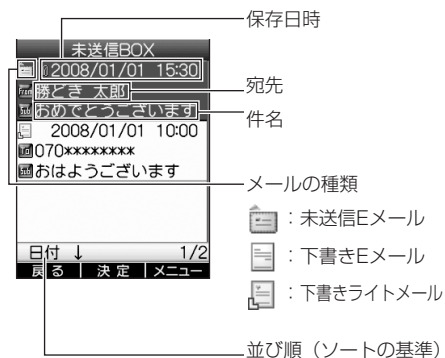 保存日時
未送信BOX
2008/01/01 15:30
From 勝どき 太郎
宛先
Sub おめでとうございます
件名
2008/01/01 10:00
Tel 070********
Sub おはようございます
メールの種類
:未送信Eメール
:下書きEメール
:下書きライトメール
日付 ↓ 1/2
戻る 決定 メニュー
並び順(ソートの基準)